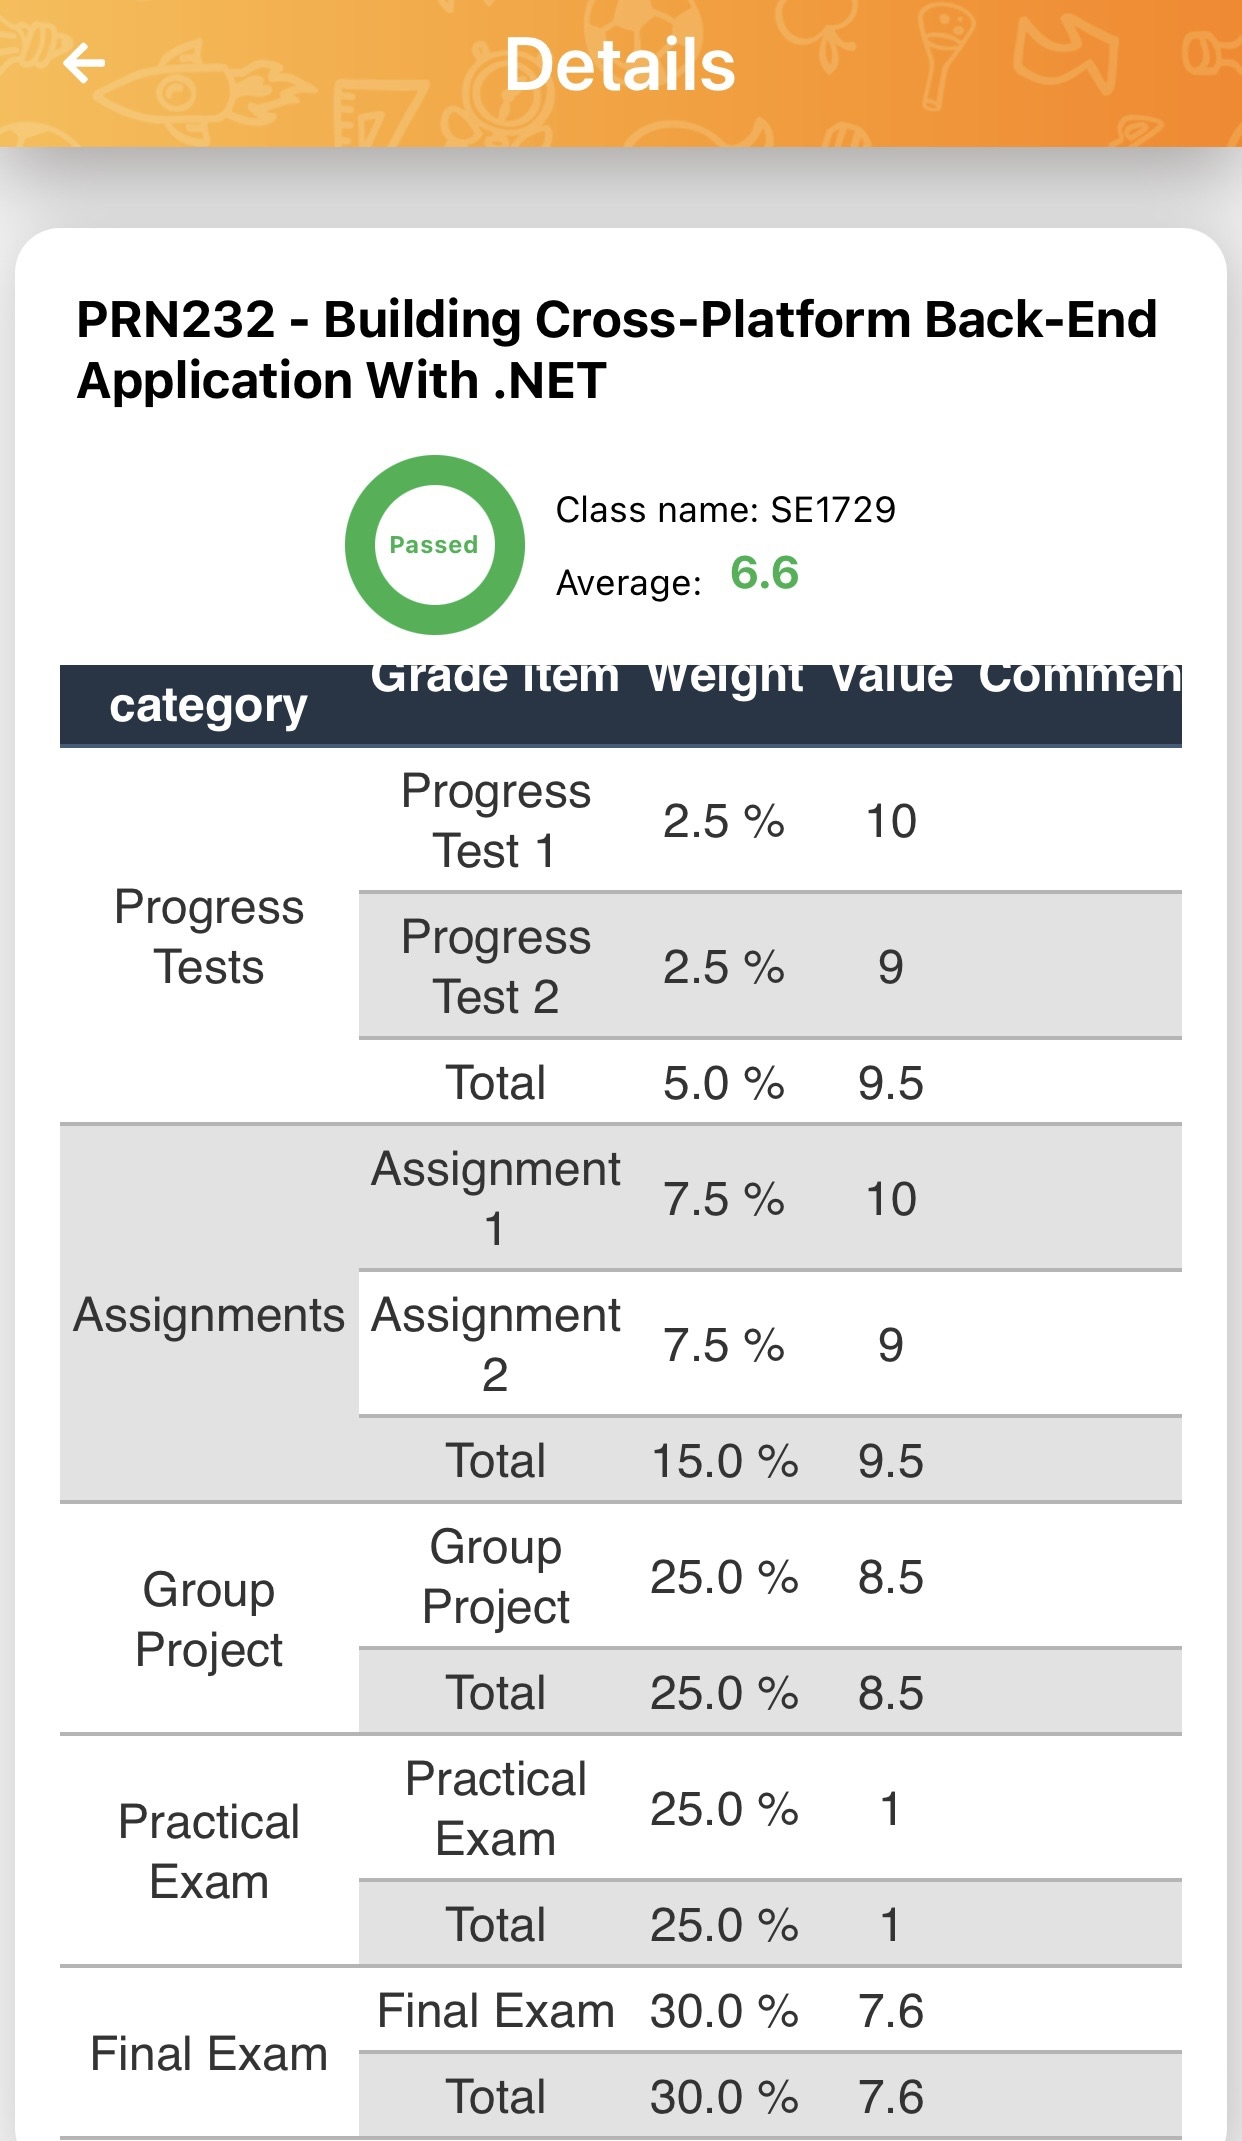 Details
PRN232 - Building Cross-Platform Back-End
Application With .NET
Passed
Class name: SE1729
Average: 6.6
category Grade item Weight Value Commen
Progress
Tests
Progress
Test 1
2.5 % 10
Progress
Test 2
2.5 % 9
Total 5.0 % 9.5
Assignments
Assignment
1
7.5 % 10
Assignment
2
7.5 % 9
Total 15.0 % 9.5
Group
Project
Group
Project
25.0 % 8.5
Total 25.0 % 8.5
Practical
Exam
Practical
Exam
25.0 % 1
Total 25.0 % 1
Final Exam
Final Exam 30.0 % 7.6
Total 30.0 % 7.6